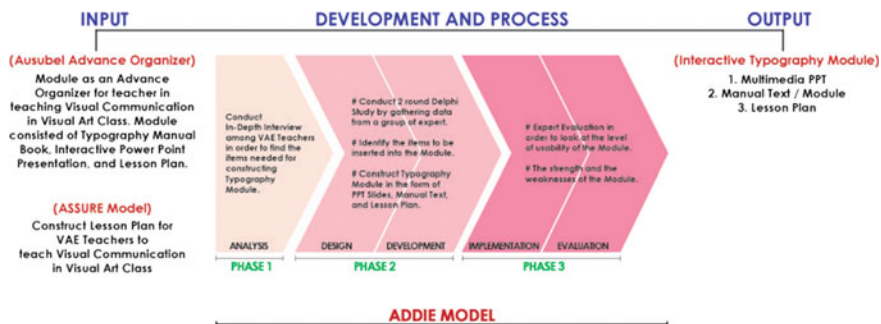 INPUT
DEVELOPMENT AND PROCESS
OUTPUT
(Ausubel Advance Organizer)
Module as an Advance
Organizer for teacher in
teaching Visual Communication
in Visual Art Class. Module
consisted of Typography Manual
Book, Interactive Power Point
Presentation, and Lesson Plan.
(ASSURE Model)
Construct Lesson Plan for
VAE Teachers to
teach Visual Communication
in Visual Art Class
Conduct
In-Depth Interview
among VAE Teachers
in order to find the
items needed for
constructing
Typography
Module.
ANALYSIS
PHASE 1
# Conduct 2 round Delphi
Study by gathering data
from a group of expert.
# Identify the items to be
inserted into the Module.
# Construct Typography
Module in the form of
PPT Slides, Manual Text,
and Lesson Plan.
DESIGN
DEVELOPMENT
PHASE 2
# Expert Evaluation in
order to look at the level
of usability of the Module.
# The strength and the
weaknesses of the Module.
IMPLEMENTATION
EVALUATION
PHASE 3
(Interactive Typography Module)
1. Multimedia PPT
2. Manual Text / Module
3. Lesson Plan
ADDIE MODEL